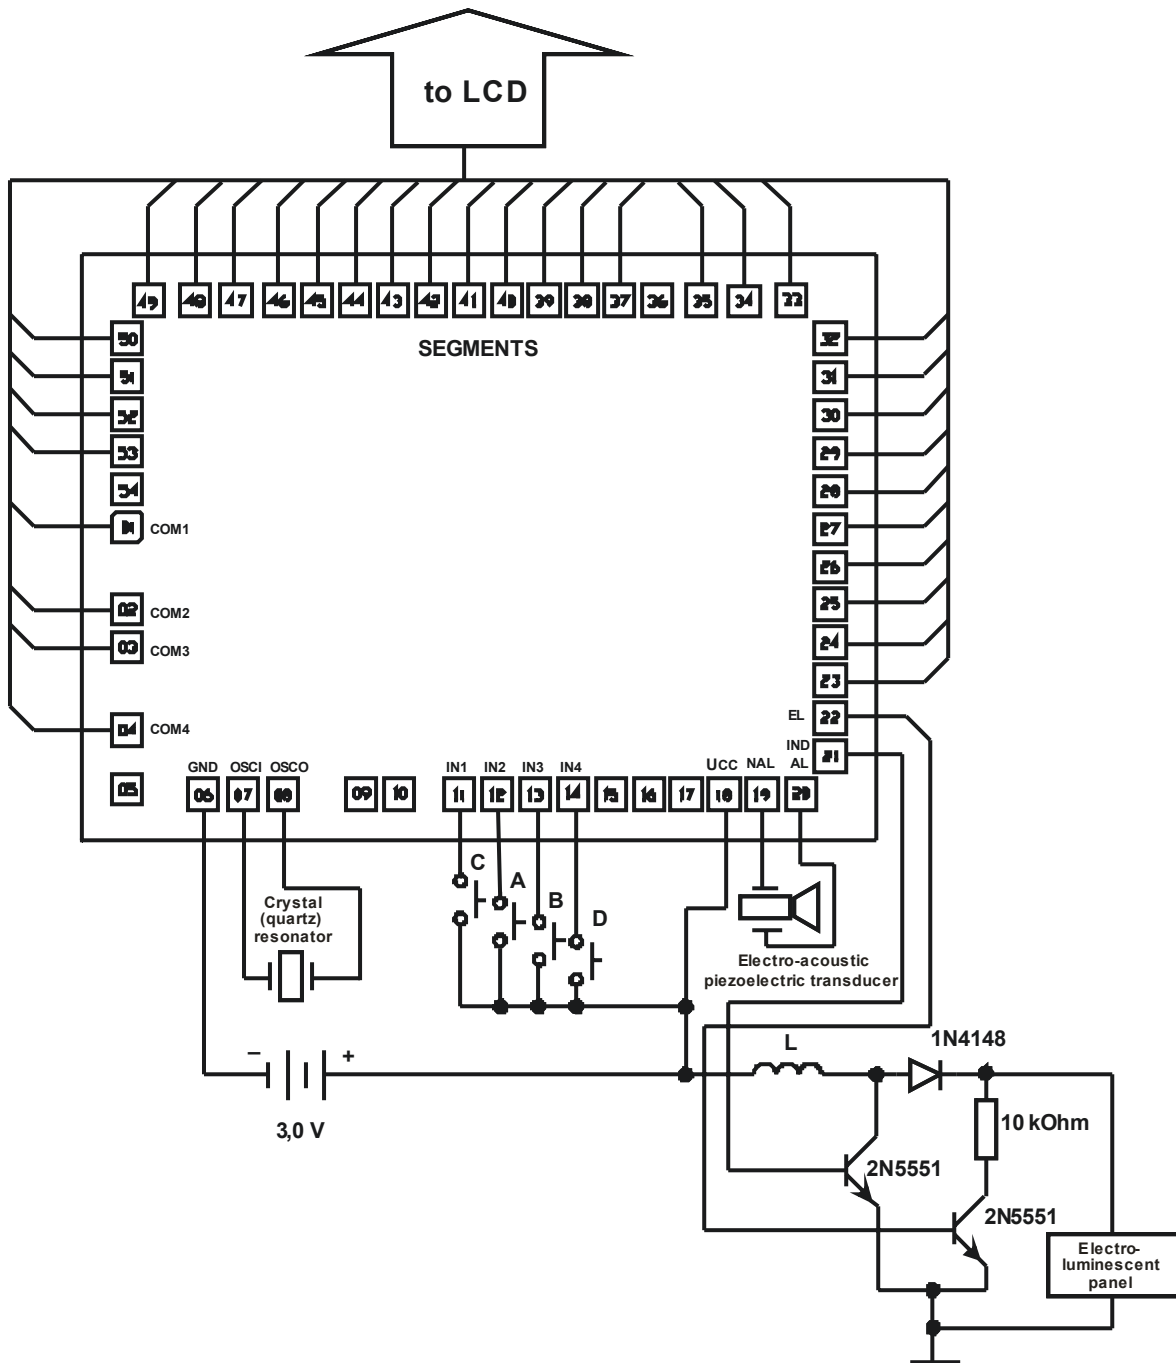 to LCD
49 48 47 46 45 44 43 42 41 40 39 38 37 36 35 34 33
SEGMENTS
50
51
52
53
54
01 COM1
02 COM2
03 COM3
04 COM4
05
32
31
30
29
28
27
26
25
24
23
EL 22
IND 21
AL
GND OSCI OSCO IN1 IN2 IN3 IN4 UCC NAL
06 07 08 09 10 11 12 13 14 15 16 17 18 19 20
C
A
B
D
Crystal
(quartz)
resonator
Electro-acoustic
piezoelectric transducer
– +
3,0 V
L
1N4148
10 kOhm
2N5551
2N5551
Electro-
luminescent
panel